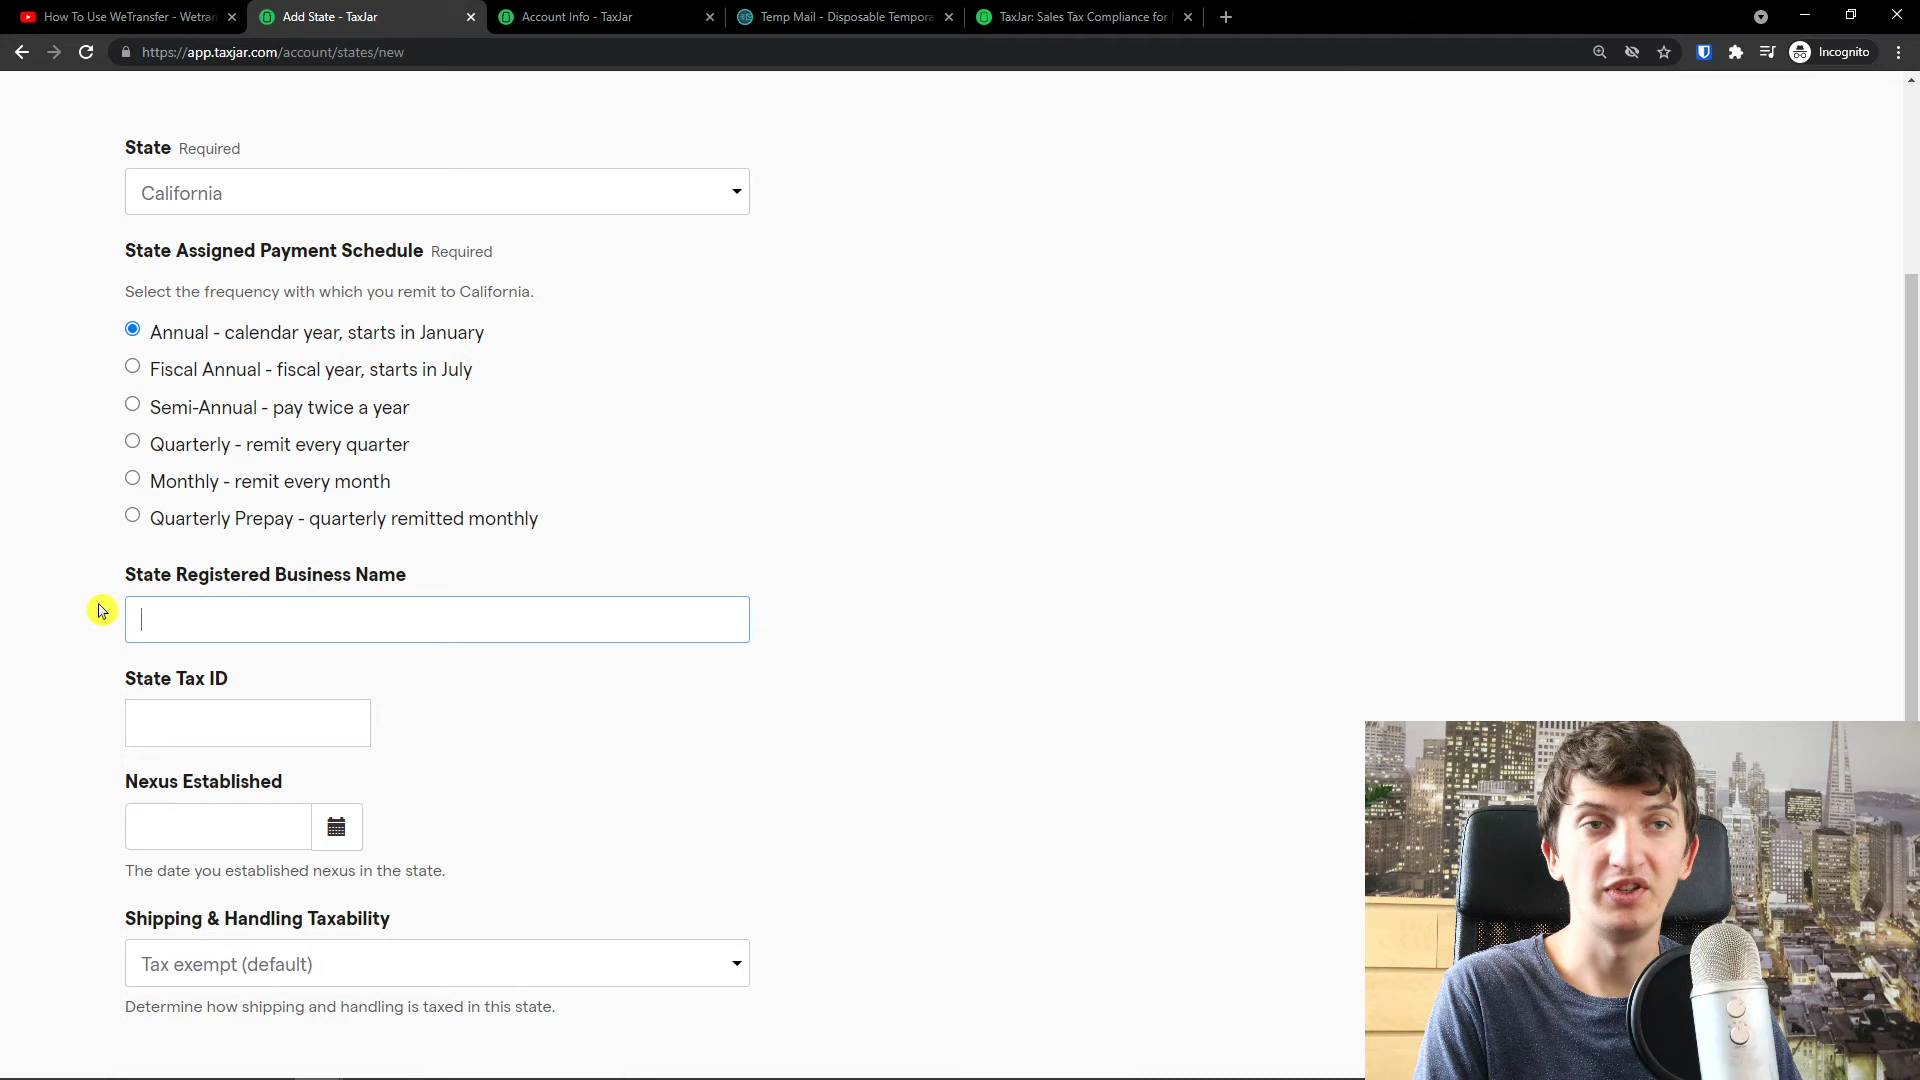 How To Use WeTransfer - Wetran
Add State - TaxJar
Account Info - TaxJar
Temp Mail - Disposable Tempora
TaxJar: Sales Tax Compliance for
https://app.taxjar.com/account/states/new
Incognito
State Required
California
State Assigned Payment Schedule Required
Select the frequency with which you remit to California.
Annual - calendar year, starts in January
Fiscal Annual - fiscal year, starts in July
Semi-Annual - pay twice a year
Quarterly - remit every quarter
Monthly - remit every month
Quarterly Prepay - quarterly remitted monthly
State Registered Business Name
State Tax ID
Nexus Established
The date you established nexus in the state.
Shipping & Handling Taxability
Tax exempt (default)
Determine how shipping and handling is taxed in this state.